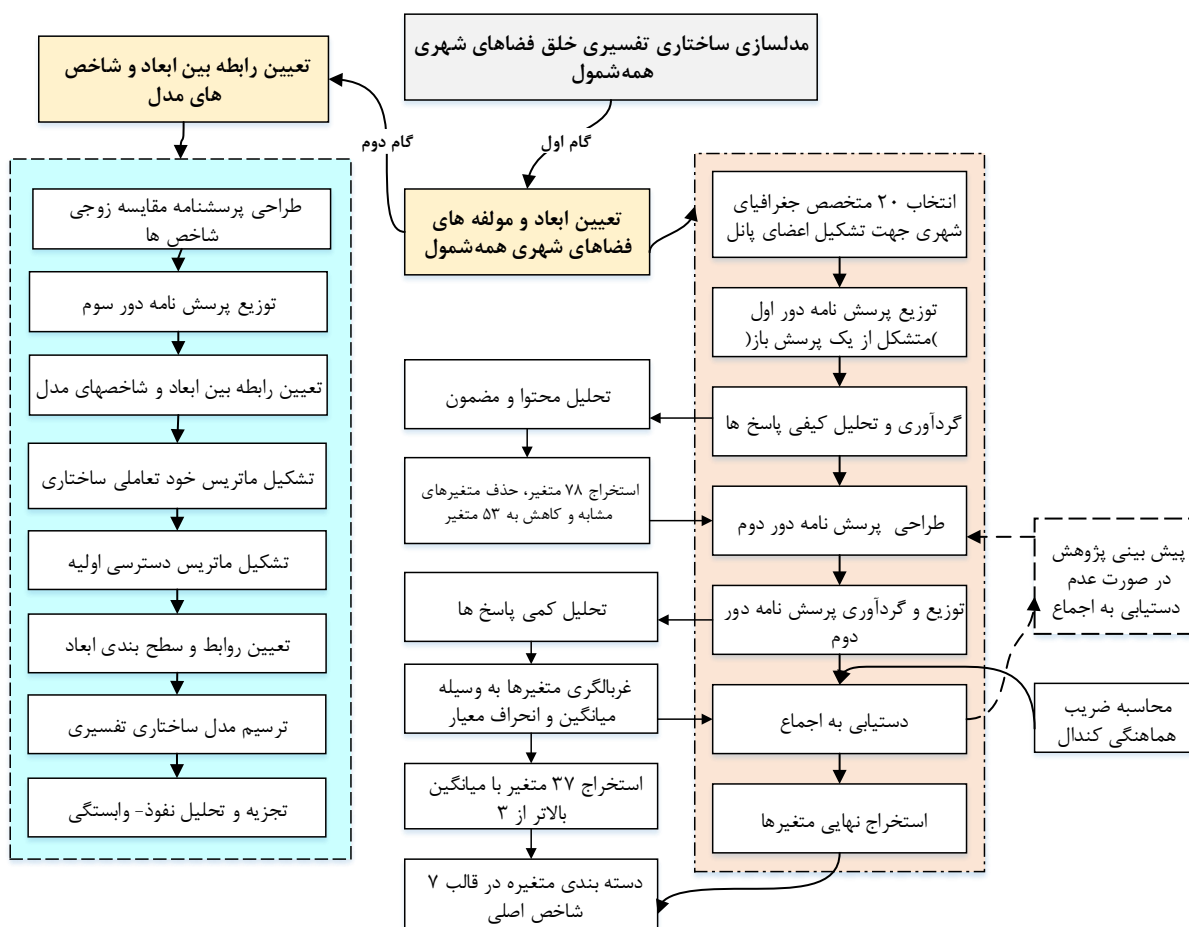 مدلسازی ساختاری تفسیری خلق فضاهای شهری
همه‌شمول
تعیین رابطه بین ابعاد و شاخص
های مدل
گام اول
گام دوم
تعیین ابعاد و مولفه های
فضاهای شهری همه‌شمول
انتخاب ۲۰ متخصص جغرافیای
شهری جهت تشکیل اعضای پانل
توزیع پرسش نامه دور اول
)متشکل از یک پرسش باز(
گردآوری و تحلیل کیفی پاسخ ها
تحلیل محتوا و مضمون
استخراج ۷۸ متغیر، حذف متغیرهای
مشابه و کاهش به ۵۳ متغیر
طراحی پرسش نامه دور دوم
پیش بینی پژوهش
در صورت عدم
دستیابی به اجماع
توزیع و گردآوری پرسش نامه دور
دوم
تحلیل کمی پاسخ ها
غربالگری متغیرها به وسیله
میانگین و انحراف معیار
دستیابی به اجماع
محاسبه ضریب
هماهنگی کندال
استخراج ۳۷ متغیر با میانگین
بالاتر از ۳
استخراج نهایی متغیرها
دسته بندی متغیره در قالب ۷
شاخص اصلی
طراحی پرسشنامه مقایسه زوجی
شاخص ها
توزیع پرسش نامه دور سوم
تعیین رابطه بین ابعاد و شاخصهای مدل
تشکیل ماتریس خود تعاملی ساختاری
تشکیل ماتریس دسترسی اولیه
تعیین روابط و سطح بندی ابعاد
ترسیم مدل ساختاری تفسیری
تجزیه و تحلیل نفوذ- وابستگی